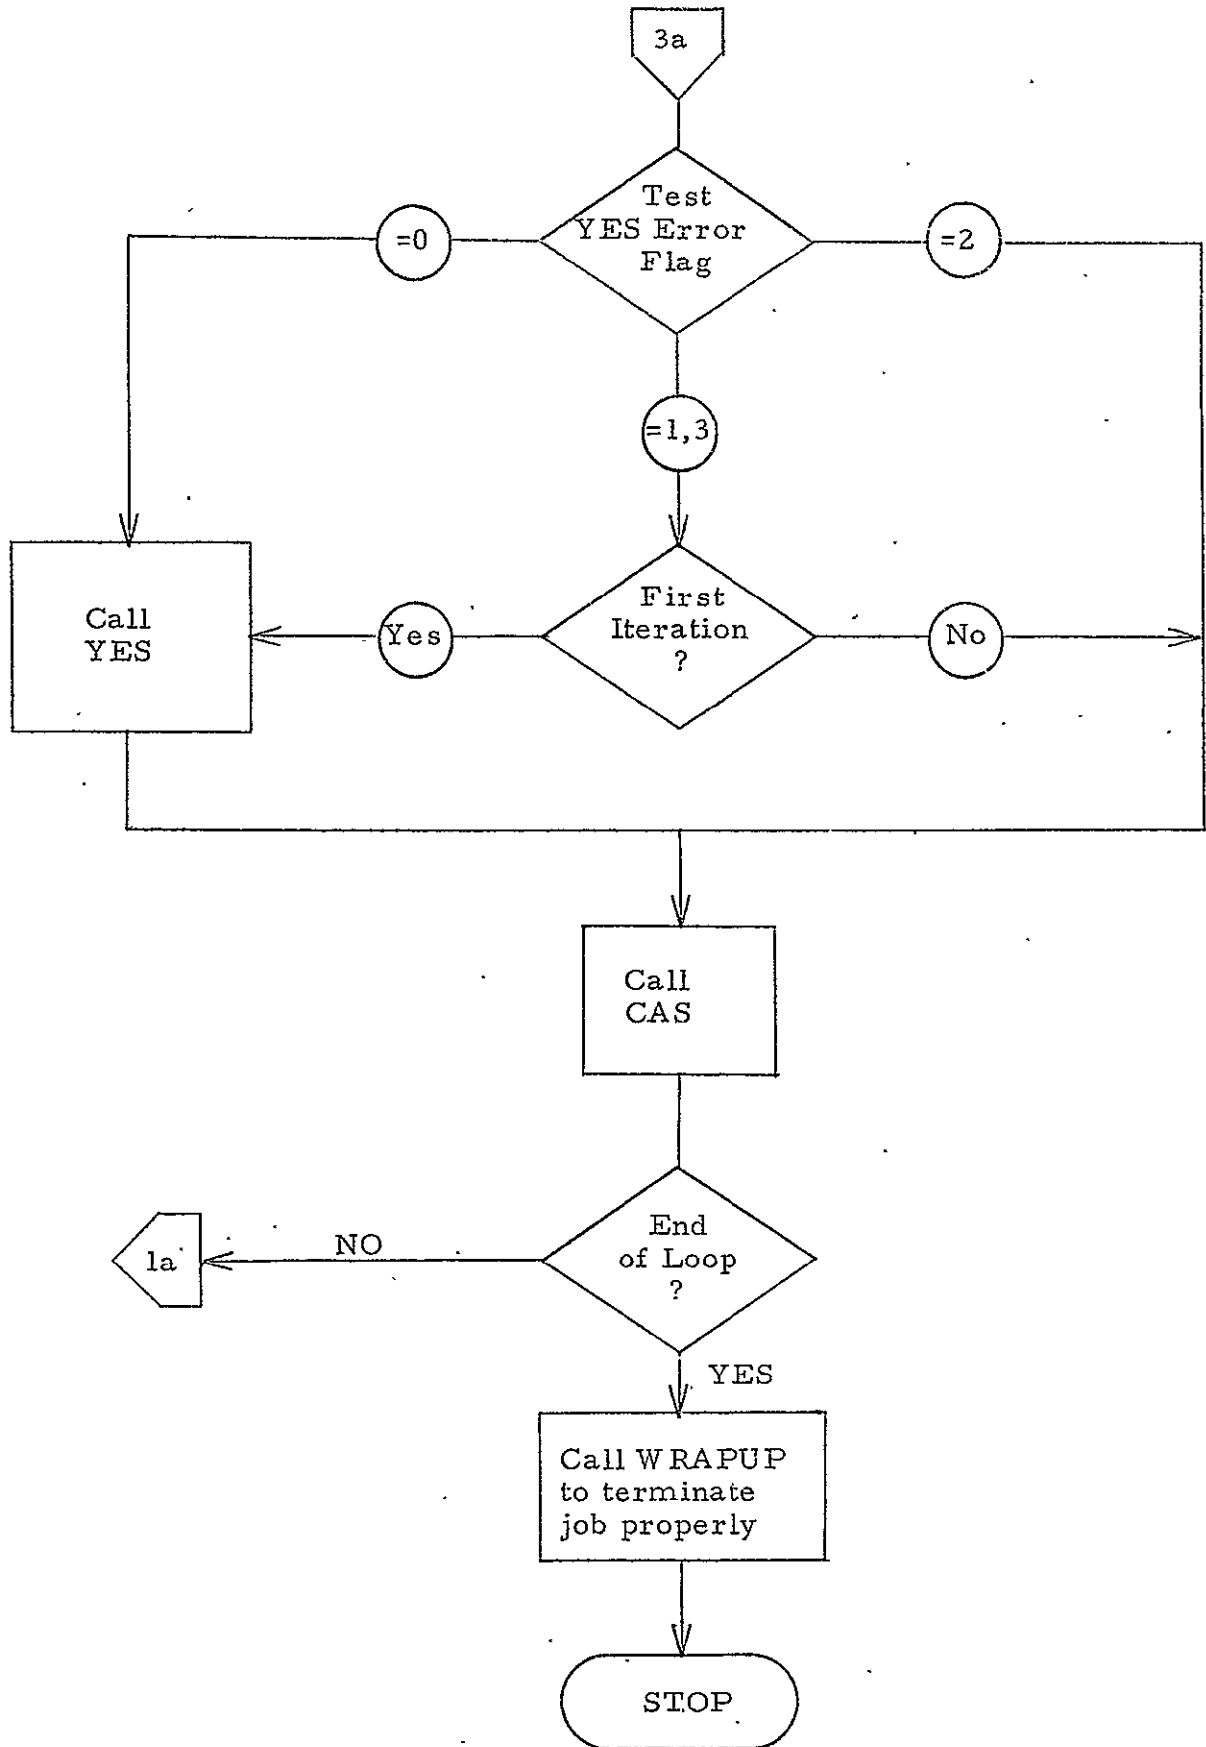 3a
Test
YES Error
Flag
=0
=2
=1,3
Call
YES
Yes
First
Iteration
?
No
Call
CAS
End
of Loop
?
NO
1a
YES
Call WRAPUP
to terminate
job properly
STOP